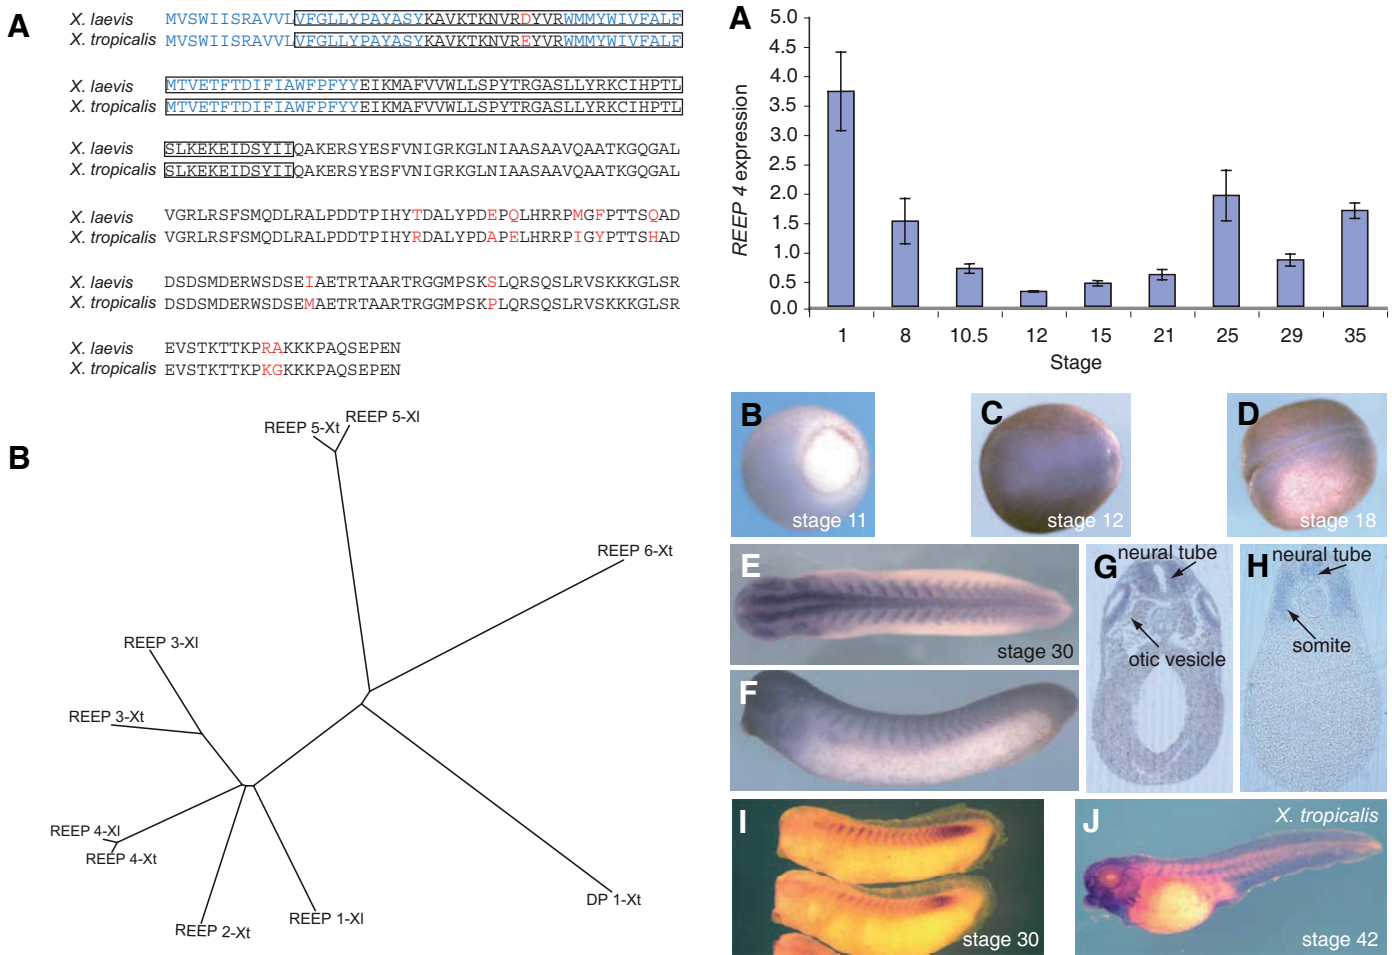 A
X. laevis MVSWIISRAVVLVFGLLYPAYASYKAVKTKNVRDYVRWMMYWIVFALF
X. tropicalis MVSWIISRAVVLVFGLLYPAYASYKAVKTKNVREYVRWMMYWIVFALF
X. laevis MTVETFTDIFIAWFPFYYEIKMAFVVWLLSPYTRGASLLYRKCIHPTL
X. tropicalis MTVETFTDIFIAWFPFYYEIKMAFVVWLLSPYTRGASLLYRKCIHPTL
X. laevis SLKEKEIDSYIIQAKERSYESFVNIGRKGLNIAASAAVQAATKGQGAL
X. tropicalis SLKEKEIDSYIIQAKERSYESFVNIGRKGLNIAASAAVQAATKGQGAL
X. laevis VGRLRSFSMQDLRALPDDTPIHYTDALYPDEPQLHRRPMGFPTTSQAD
X. tropicalis VGRLRSFSMQDLRALPDDTPIHYRDALYPDAPELHRRPIGYPTTSHAD
X. laevis DSDSMDERWSDSEIAETRTAARTRGGMPSKSLQRSQSLRVSKKKGLSR
X. tropicalis DSDSMDERWSDSEMAETRTAARTRGGMPSKPLQRSQSLRVSKKKGLSR
X. laevis EVSTKTTKPRAKKKPAQSEPEN
X. tropicalis EVSTKTTKPKGKKKPAQSEPEN
B
REEP 5-Xt
REEP 5-Xl
REEP 6-Xt
REEP 3-Xl
REEP 3-Xt
REEP 4-Xl
REEP 4-Xt
REEP 2-Xt
REEP 1-Xl
DP 1-Xt
A
REEP 4 expression
5.0
4.5
4.0
3.5
3.0
2.5
2.0
1.5
1.0
0.5
0.0
1 8 10.5 12 15 21 25 29 35
Stage
B
stage 11
C
stage 12
D
stage 18
E
stage 30
F
G
neural tube
otic vesicle
H
neural tube
somite
I
stage 30
J
X. tropicalis
stage 42